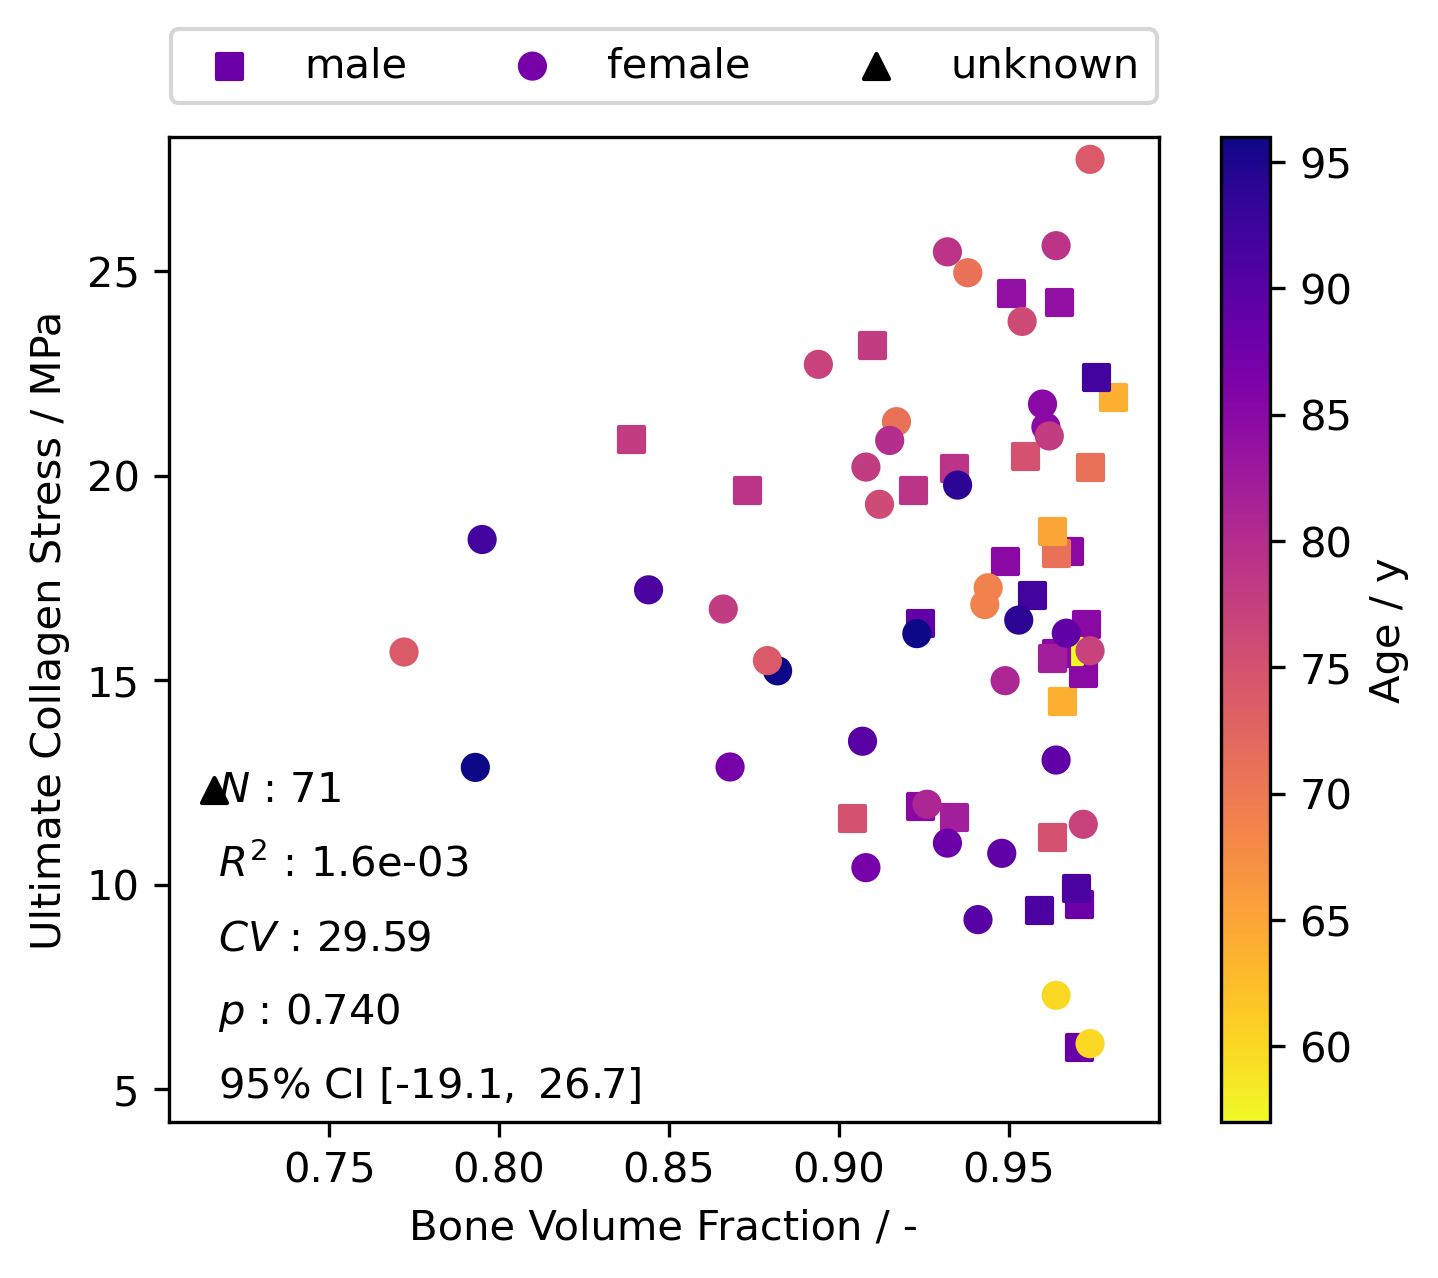 male female unknown
25
20
15
10
5
Ultimate Collagen Stress / MPa
N : 71
R² : 1.6e-03
CV : 29.59
p : 0.740
95% CI [-19.1, 26.7]
0.75 0.80 0.85 0.90 0.95
Bone Volume Fraction / -
95
90
85
80
75
70
65
60
Age / y